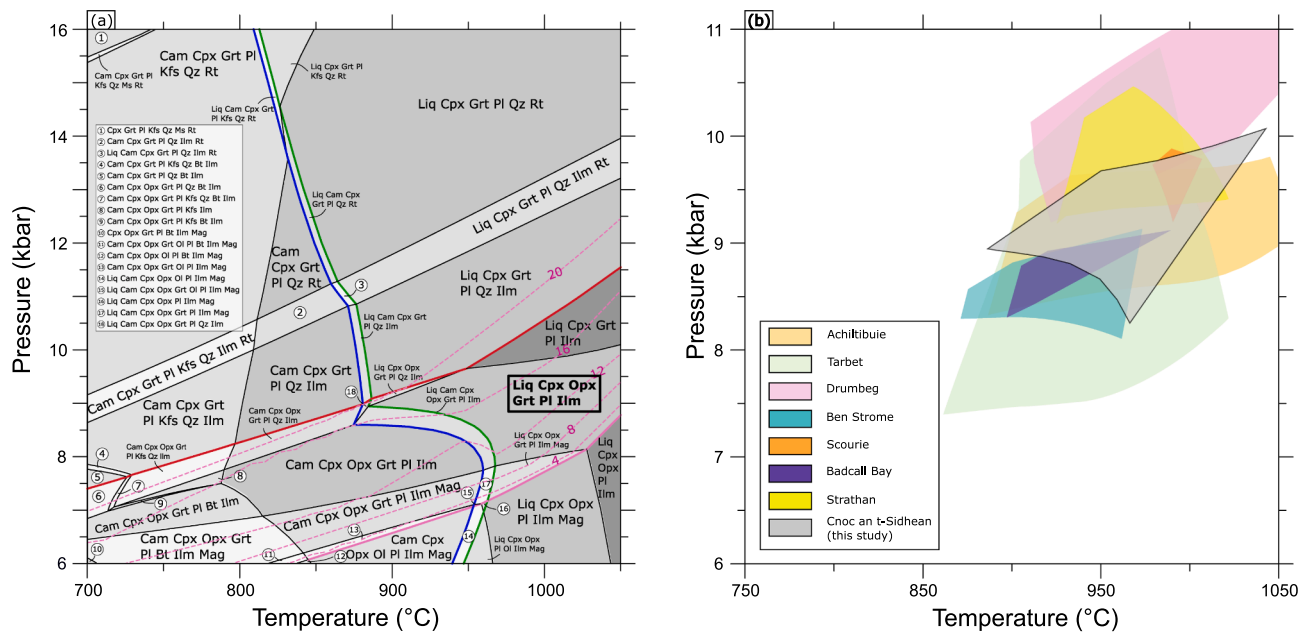 (a)
①
Cam Cpx Grt Pl
Kfs Qz Ms Rt
Cam Cpx Grt Pl
Kfs Qz Rt
Liq Cpx Grt Pl
Kfs Qz Rt
Liq Cam Cpx Grt
Pl Kfs Qz Rt
Liq Cpx Grt Pl Qz Rt
① Cpx Grt Pl Kfs Qz Ms Rt
② Cam Cpx Grt Pl Qz Ilm Rt
③ Liq Cam Cpx Grt Pl Qz Ilm Rt
④ Cam Cpx Grt Pl Kfs Qz Bt Ilm
⑤ Cam Cpx Grt Pl Qz Bt Ilm
⑥ Cam Cpx Opx Grt Pl Qz Bt Ilm
⑦ Cam Cpx Opx Grt Pl Kfs Qz Bt Ilm
⑧ Cam Cpx Opx Grt Pl Kfs Ilm
⑨ Cam Cpx Opx Grt Pl Kfs Bt Ilm
⑩ Cpx Opx Grt Pl Bt Ilm Mag
⑪ Cam Cpx Opx Grt Ol Pl Bt Ilm Mag
⑫ Cam Cpx Opx Ol Pl Bt Ilm Mag
⑬ Cam Cpx Opx Grt Ol Pl Ilm Mag
⑭ Liq Cam Cpx Opx Ol Pl Ilm Mag
⑮ Liq Cam Cpx Opx Grt Ol Pl Ilm Mag
⑯ Liq Cam Cpx Opx Pl Ilm Mag
⑰ Liq Cam Cpx Opx Grt Pl Ilm Mag
⑱ Liq Cam Cpx Opx Grt Pl Qz Ilm
Liq Cam Cpx
Grt Pl Qz Rt
Liq Cpx Grt Pl Qz Ilm Rt
Cam
Cpx Grt
Pl Qz Rt
③
②
Cam Cpx Grt Pl Kfs Qz Ilm Rt
Liq Cpx Grt
Pl Qz Ilm
20
Liq Cam Cpx Grt
Pl Qz Ilm
Liq Cpx Grt
Pl Ilm
16
Cam Cpx Grt
Pl Qz Ilm
Liq Cpx Opx
Grt Pl Qz Ilm
⑱
12
Liq Cpx Opx
Grt Pl Ilm
Liq Cam Cpx
Opx Grt Pl Ilm
Cam Cpx Grt
Pl Kfs Qz Ilm
Cam Cpx Opx
Grt Pl Qz Ilm
8
Liq Cpx Opx
Grt Pl Ilm Mag
4
Liq
Cpx
Opx
Pl
Ilm
Cam Cpx Opx Grt
Pl Kfs Qz Ilm
Cam Cpx Opx Grt Pl Ilm
④
⑤
⑥
⑦
⑧
⑨
Cam Cpx Opx Grt Pl Bt Ilm
Cam Cpx Opx Grt Pl Ilm Mag
⑮
⑰
⑯
Liq Cpx Opx
Pl Ilm Mag
⑩
Cam Cpx Opx Grt
Pl Bt Ilm Mag
⑪
⑬
⑫
Cam Cpx
Opx Ol Pl Ilm Mag
⑭
Liq Cpx Opx
Pl Ol Ilm Mag
16
14
12
10
8
6
Pressure (kbar)
700
800
900
1000
Temperature (°C)
(b)
11
10
9
8
7
6
Pressure (kbar)
Achiltibuie
Tarbet
Drumbeg
Ben Strome
Scourie
Badcall Bay
Strathan
Cnoc an t-Sidhean
(this study)
750
850
950
1050
Temperature (°C)